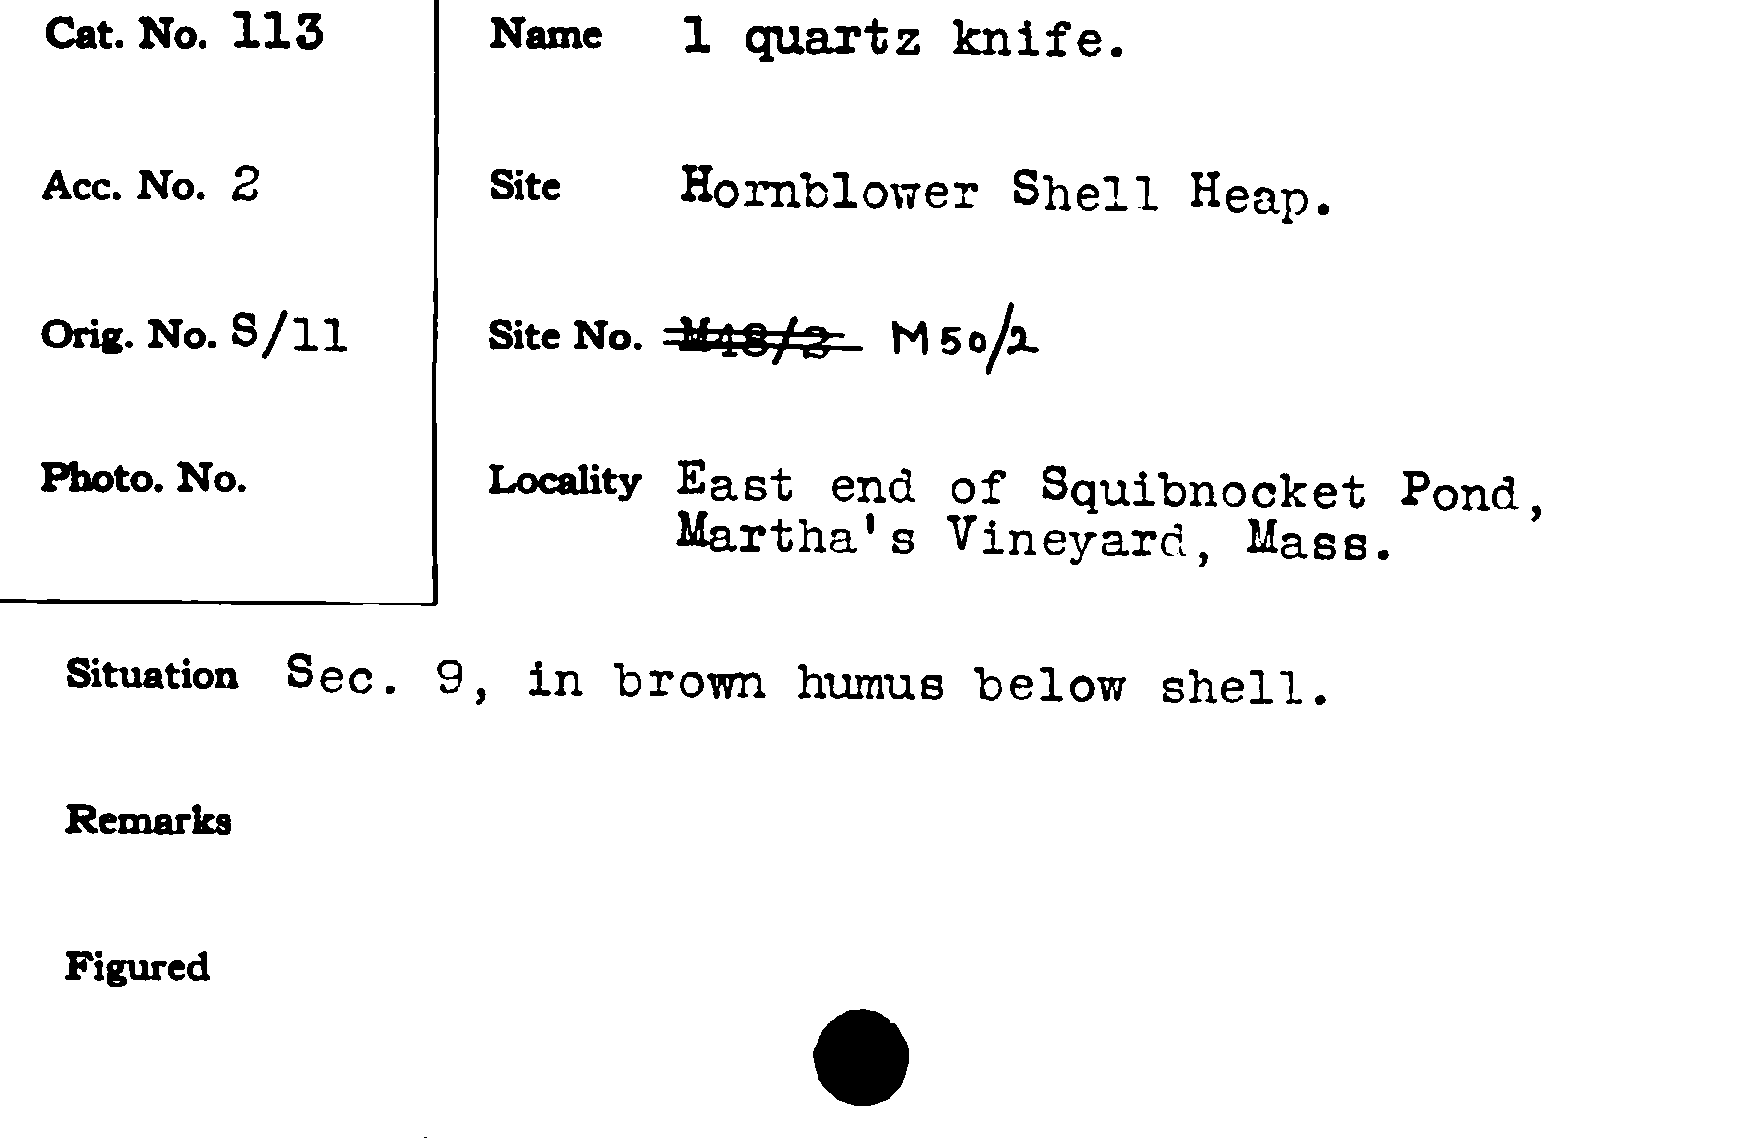 Cat. No. 113
Name 1 quartz knife.
Acc. No. 2
Site Hornblower Shell Heap.
Orig. No. S/11
Site No. M50/2
Photo. No.
Locality East end of Squibnocket Pond,
Martha's Vineyard, Mass.
Situation Sec. 9, in brown humus below shell.
Remarks
Figured